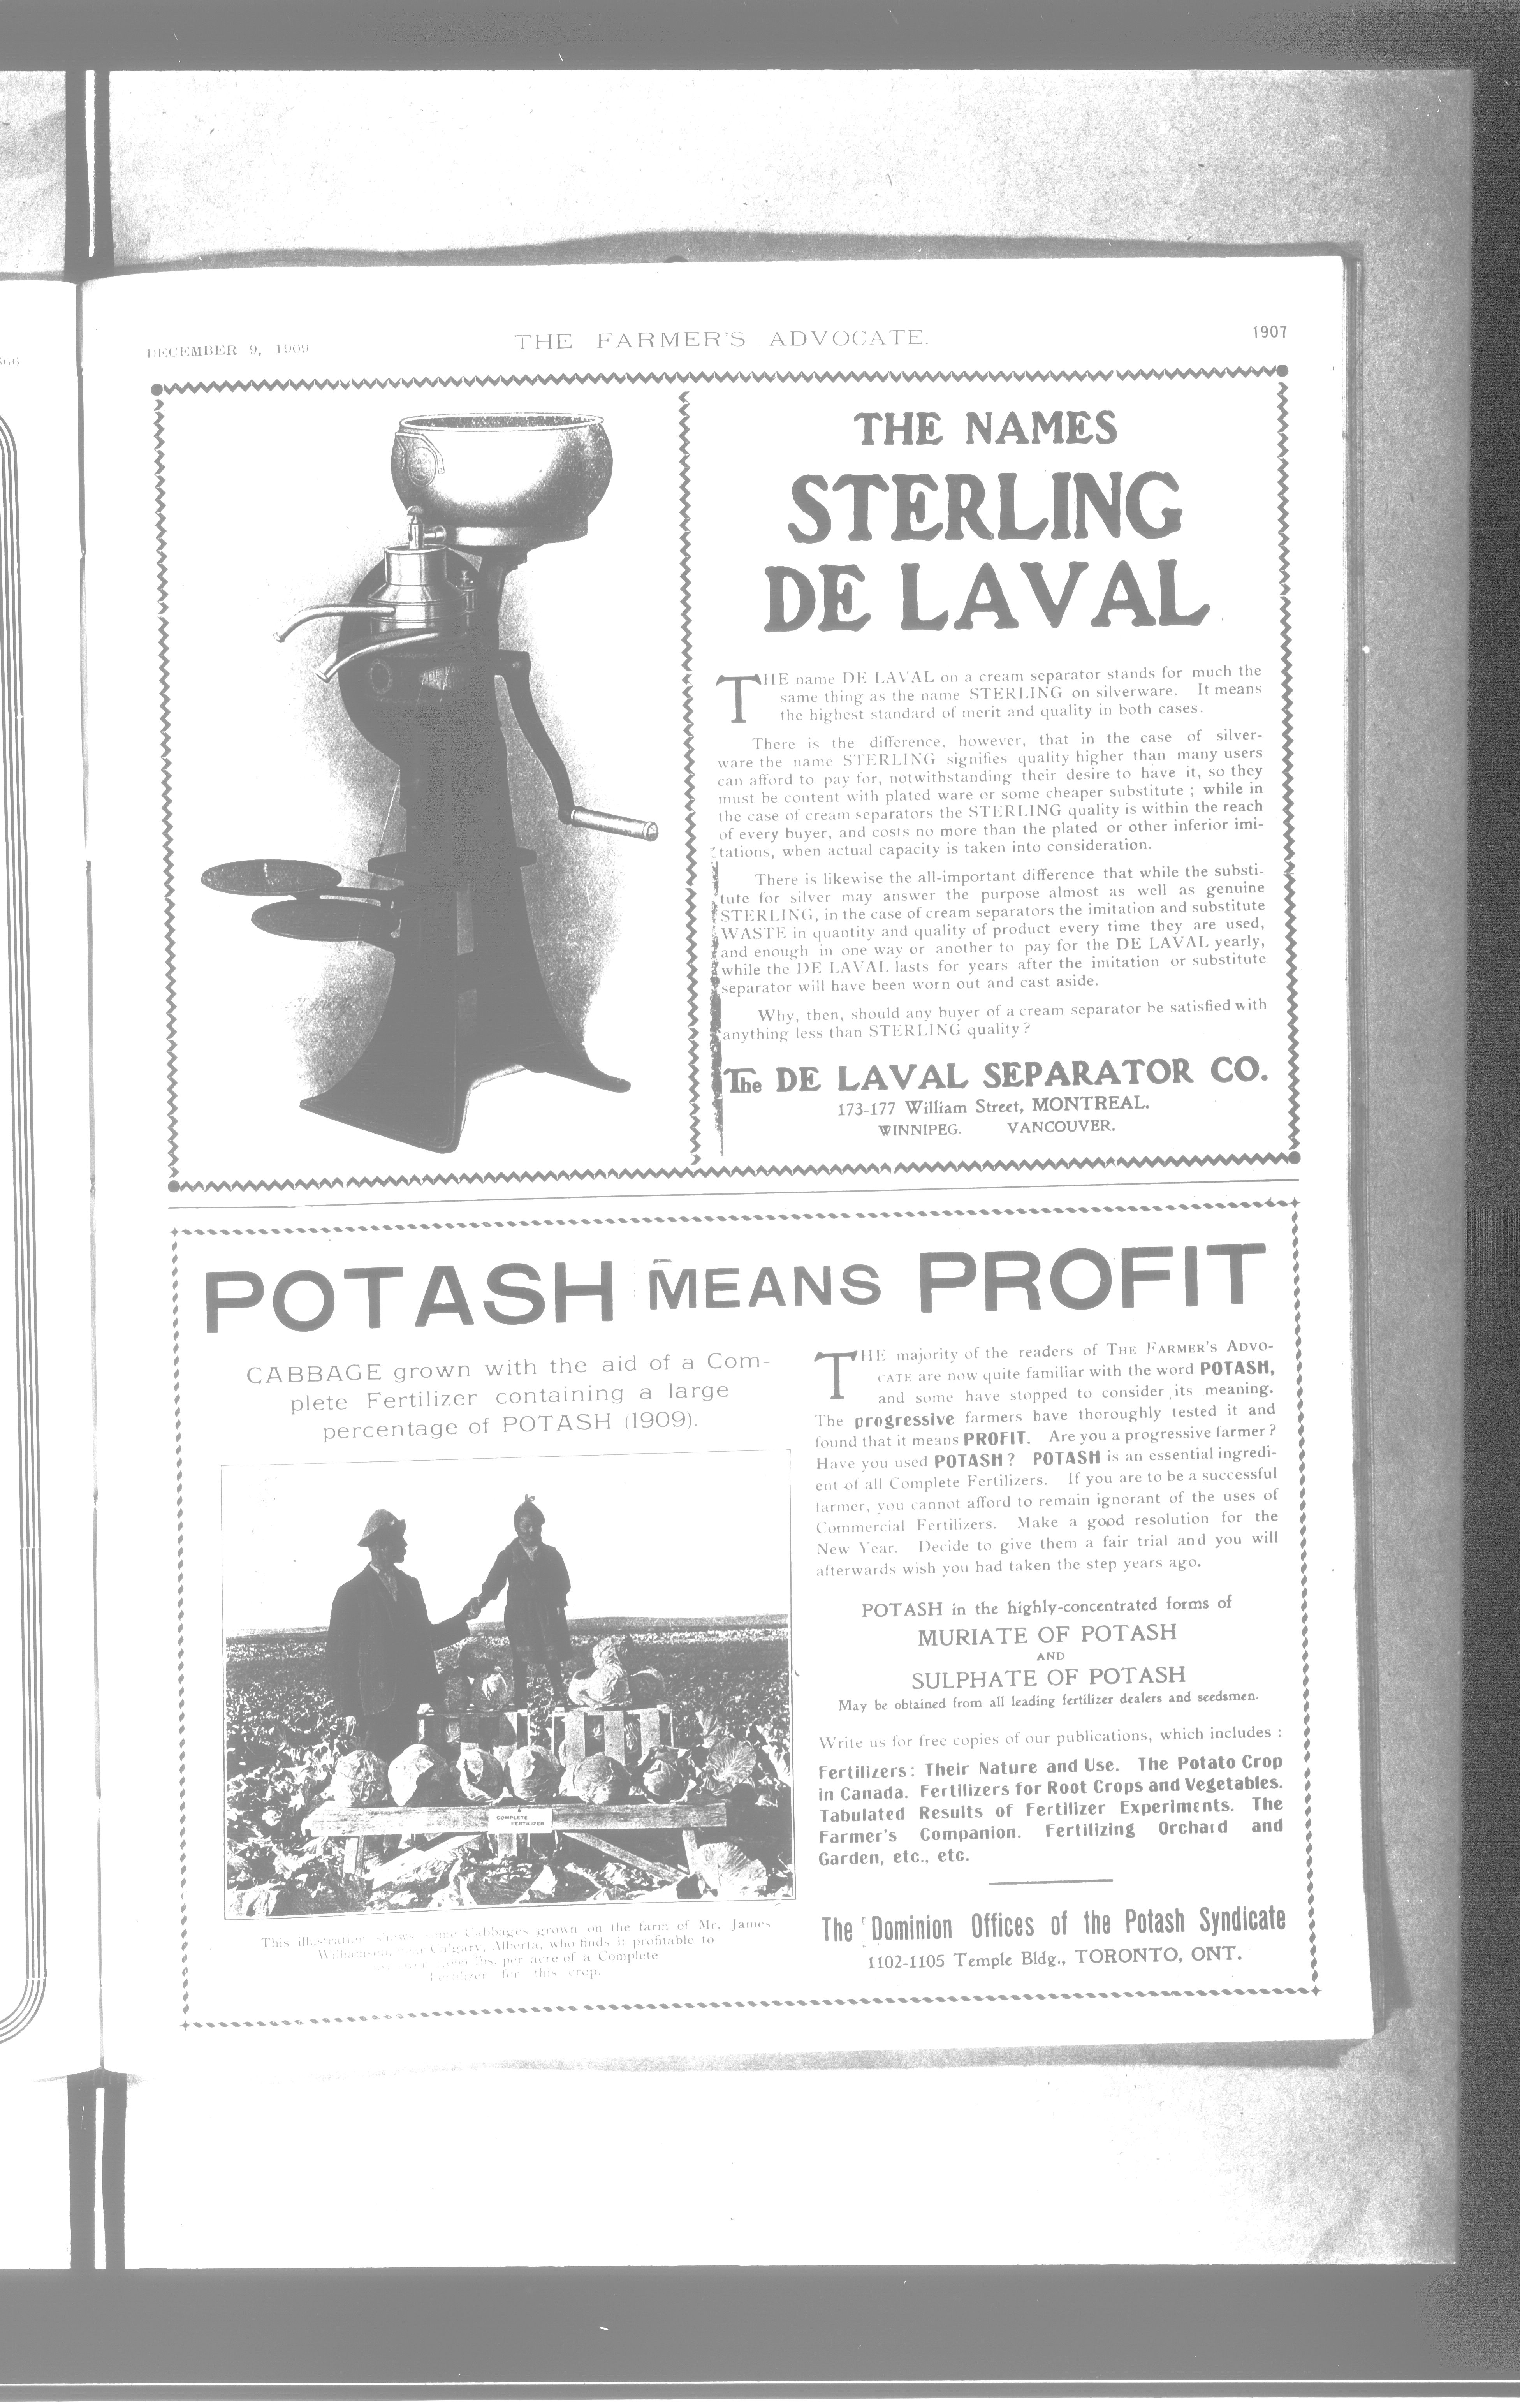 DECEMBER 9, 1909
THE FARMER'S ADVOCATE.
1907
THE NAMES
STERLING
DE LAVAL
THE name DE LAVAL on a cream separator stands for much the
same thing as the name STERLING on silverware. It means
the highest standard of merit and quality in both cases.
There is the difference, however, that in the case of silver-
ware the name STERLING signifies quality higher than many users
can afford to pay for, notwithstanding their desire to have it, so they
must be content with plated ware or some cheaper substitute ; while in
the case of cream separators the STERLING quality is within the reach
of every buyer, and costs no more than the plated or other inferior imi-
tations, when actual capacity is taken into consideration.
There is likewise the all-important difference that while the substi-
tute for silver may answer the purpose almost as well as genuine
STERLING, in the case of cream separators the imitation and substitute
WASTE in quantity and quality of product every time they are used,
and enough in one way or another to pay for the DE LAVAL yearly,
while the DE LAVAL lasts for years after the imitation or substitute
separator will have been worn out and cast aside.
Why, then, should any buyer of a cream separator be satisfied with
anything less than STERLING quality ?
The DE LAVAL SEPARATOR CO.
173-177 William Street, MONTREAL.
WINNIPEG. VANCOUVER.
POTASH MEANS PROFIT
CABBAGE grown with the aid of a Com-
plete Fertilizer containing a large
percentage of POTASH (1909).
COMPLETE
FERTILIZER
This illustration shows some Cabbages grown on the farm of Mr. James
Williamson, near Calgary, Alberta, who finds it profitable to
lbs. per acre of a Complete
Fertilizer for this crop.
THE majority of the readers of THE FARMER'S ADVO-
CATE are now quite familiar with the word POTASH,
and some have stopped to consider its meaning.
The progressive farmers have thoroughly tested it and
found that it means PROFIT. Are you a progressive farmer ?
Have you used POTASH ? POTASH is an essential ingredi-
ent of all Complete Fertilizers. If you are to be a successful
farmer, you cannot afford to remain ignorant of the uses of
Commercial Fertilizers. Make a good resolution for the
New Year. Decide to give them a fair trial and you will
afterwards wish you had taken the step years ago.
POTASH in the highly-concentrated forms of
MURIATE OF POTASH
AND
SULPHATE OF POTASH
May be obtained from all leading fertilizer dealers and seedsmen.
Write us for free copies of our publications, which includes :
Fertilizers : Their Nature and Use. The Potato Crop
in Canada. Fertilizers for Root Crops and Vegetables.
Tabulated Results of Fertilizer Experiments. The
Farmer's Companion. Fertilizing Orchard and
Garden, etc., etc.
The Dominion Offices of the Potash Syndicate
1102-1105 Temple Bldg., TORONTO, ONT.